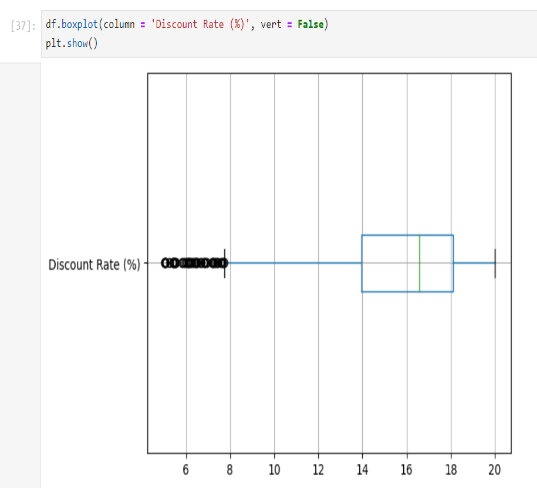 [37]: df.boxplot(column = 'Discount Rate (%)', vert = False)
plt.show()
Discount Rate (%)
6 8 10 12 14 16 18 20